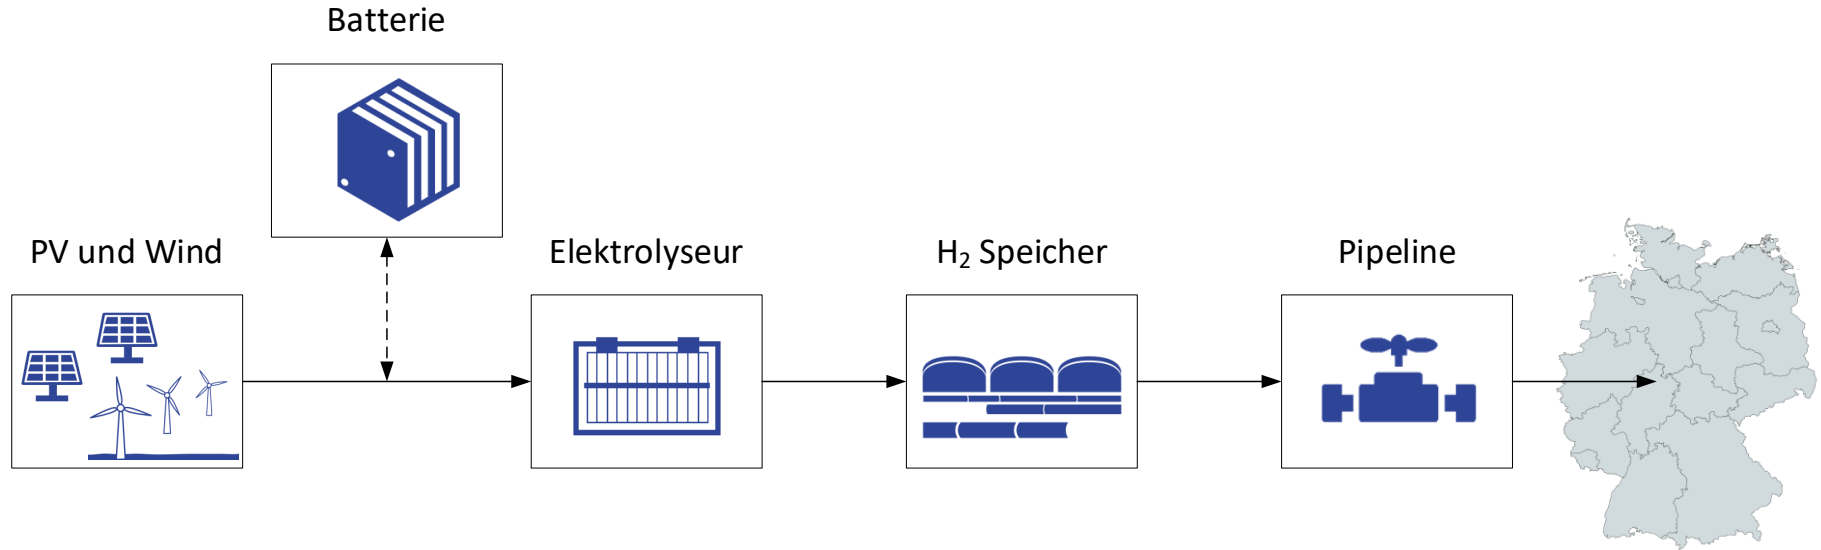 Batterie
PV und Wind
Elektrolyseur
H₂ Speicher
Pipeline